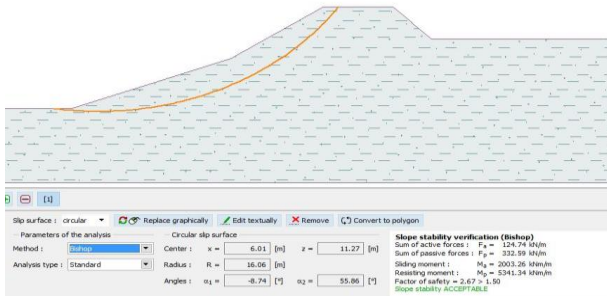 [1]
Slip surface : circular Replace graphically Edit textually Remove Convert to polygon
Parameters of the analysis
Method : Bishop
Analysis type : Standard
Circular slip surface
Center : x = 6.01 [m] z = 11.27 [m]
Radius : R = 16.06 [m]
Angles : α1 = -8.74 [°] α2 = 55.86 [°]
Slope stability verification (Bishop)
Sum of active forces : Fa = 124.74 kN/m
Sum of passive forces : Fp = 332.59 kN/m
Sliding moment : Ma = 2003.26 kNm/m
Resisting moment : Mp = 5341.34 kNm/m
Factor of safety = 2.67 > 1.50
Slope stability ACCEPTABLE